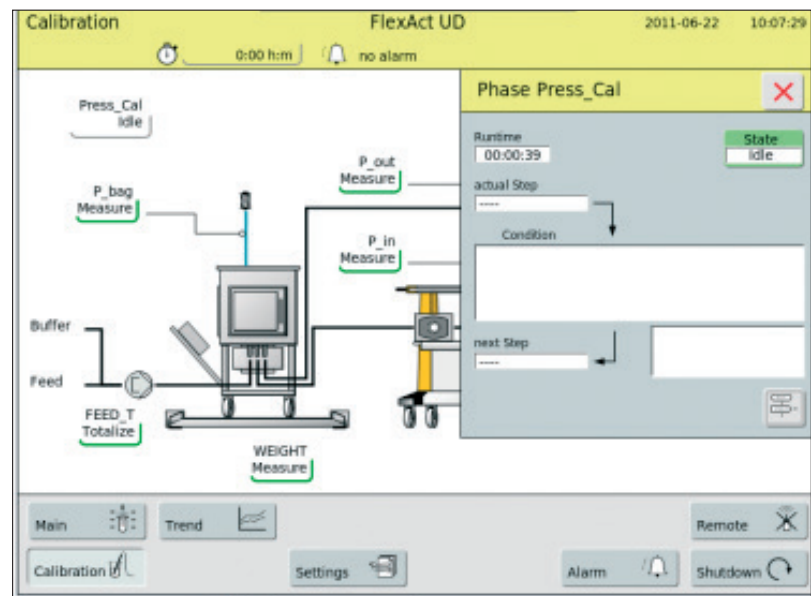 Calibration FlexAct UD 2011-06-22 10:07:29
0:00 h:m no alarm
Phase Press_Cal
Press_Cal
Idle
Runtime
00:00:39
State
Idle
P_out
Measure
actual Step
----
P_bag
Measure
Condition
P_in
Measure
Buffer
next Step
----
Feed
FEED_T
Totalize
WEIGHT
Measure
Main Trend Remote
Calibration Settings Alarm Shutdown